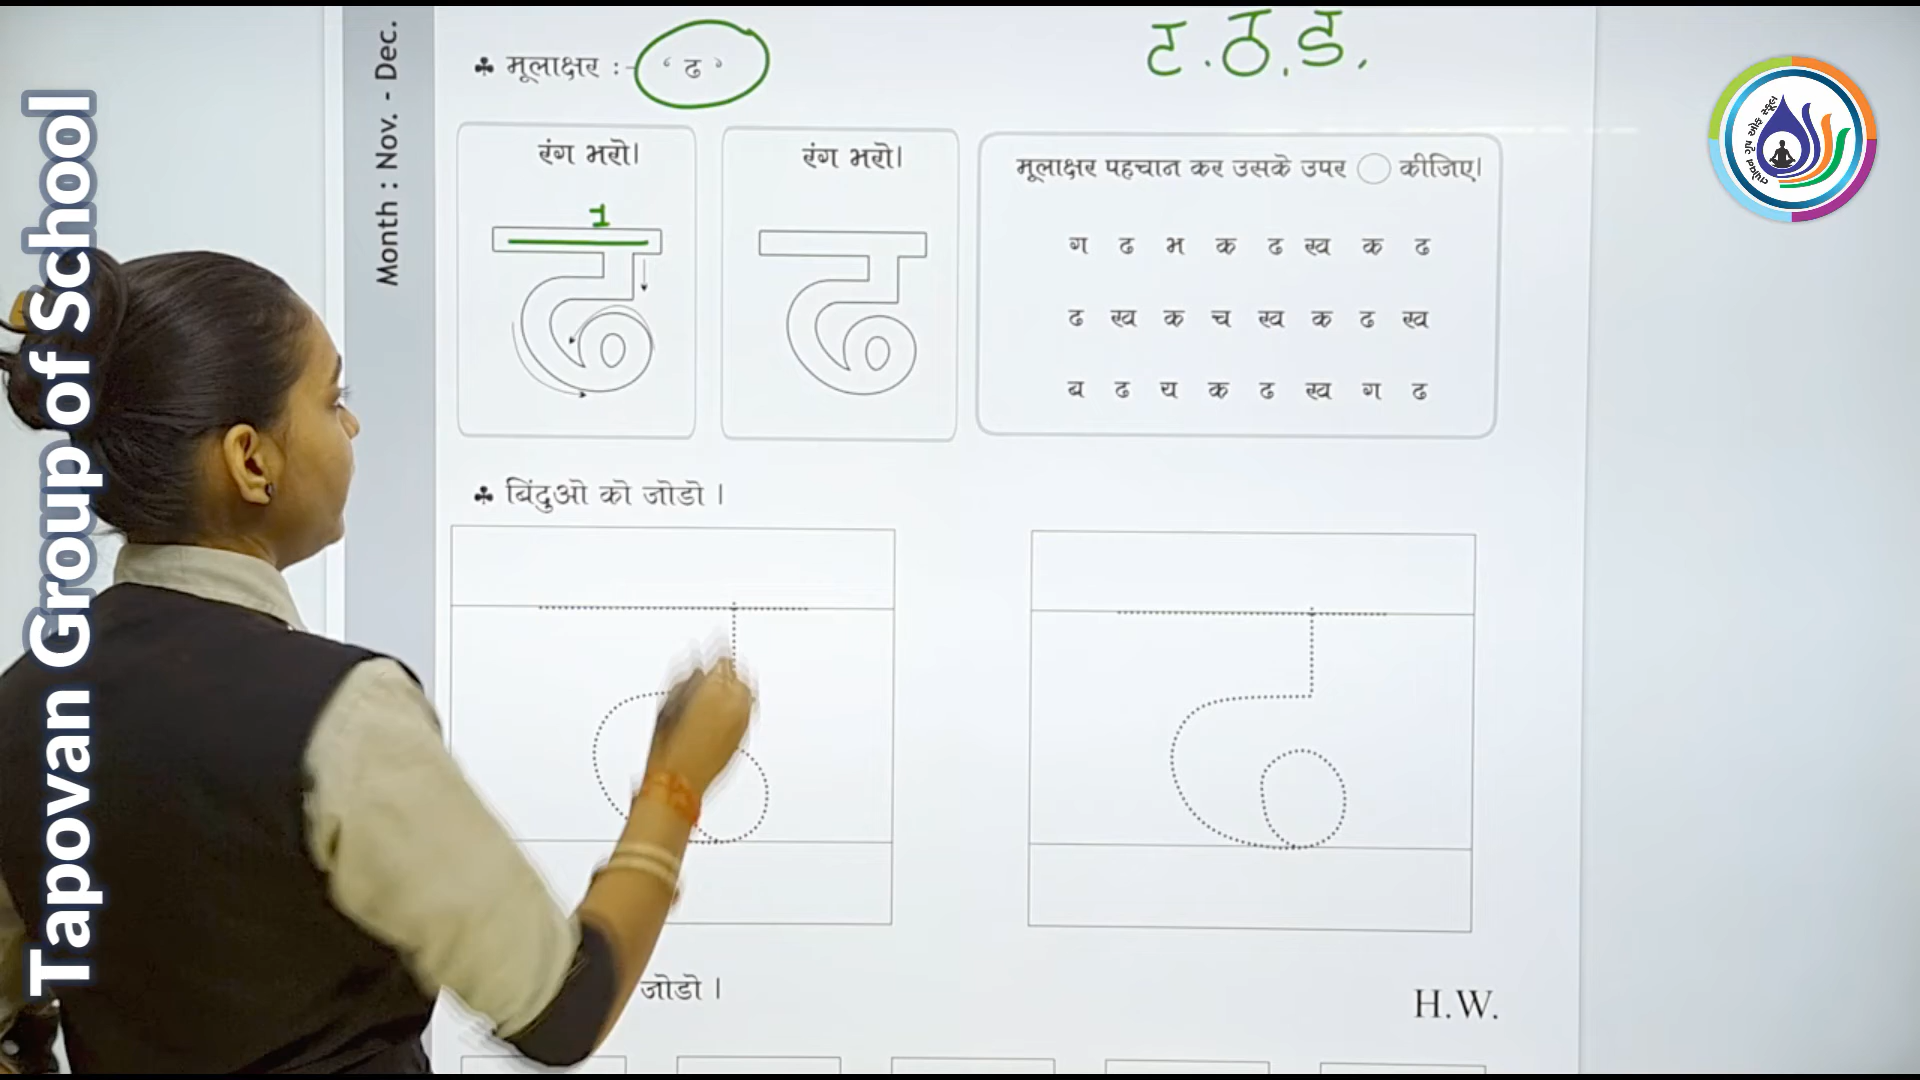 Tapovan Group of School
Month : Nov. - Dec.
♣ मूलाक्षर :- ‘ ढ ’
ट . ठ . ड .
रंग भरो।
1
ढ
रंग भरो।
ढ
मूलाक्षर पहचान कर उसके उपर ◯ कीजिए।
ग ढ भ क ढ ख क ढ
ढ ख क च ख क ढ ख
ब ढ य क ढ ख ग ढ
♣ बिंदुओ को जोडो ।
ढ
जोडो ।
H.W.